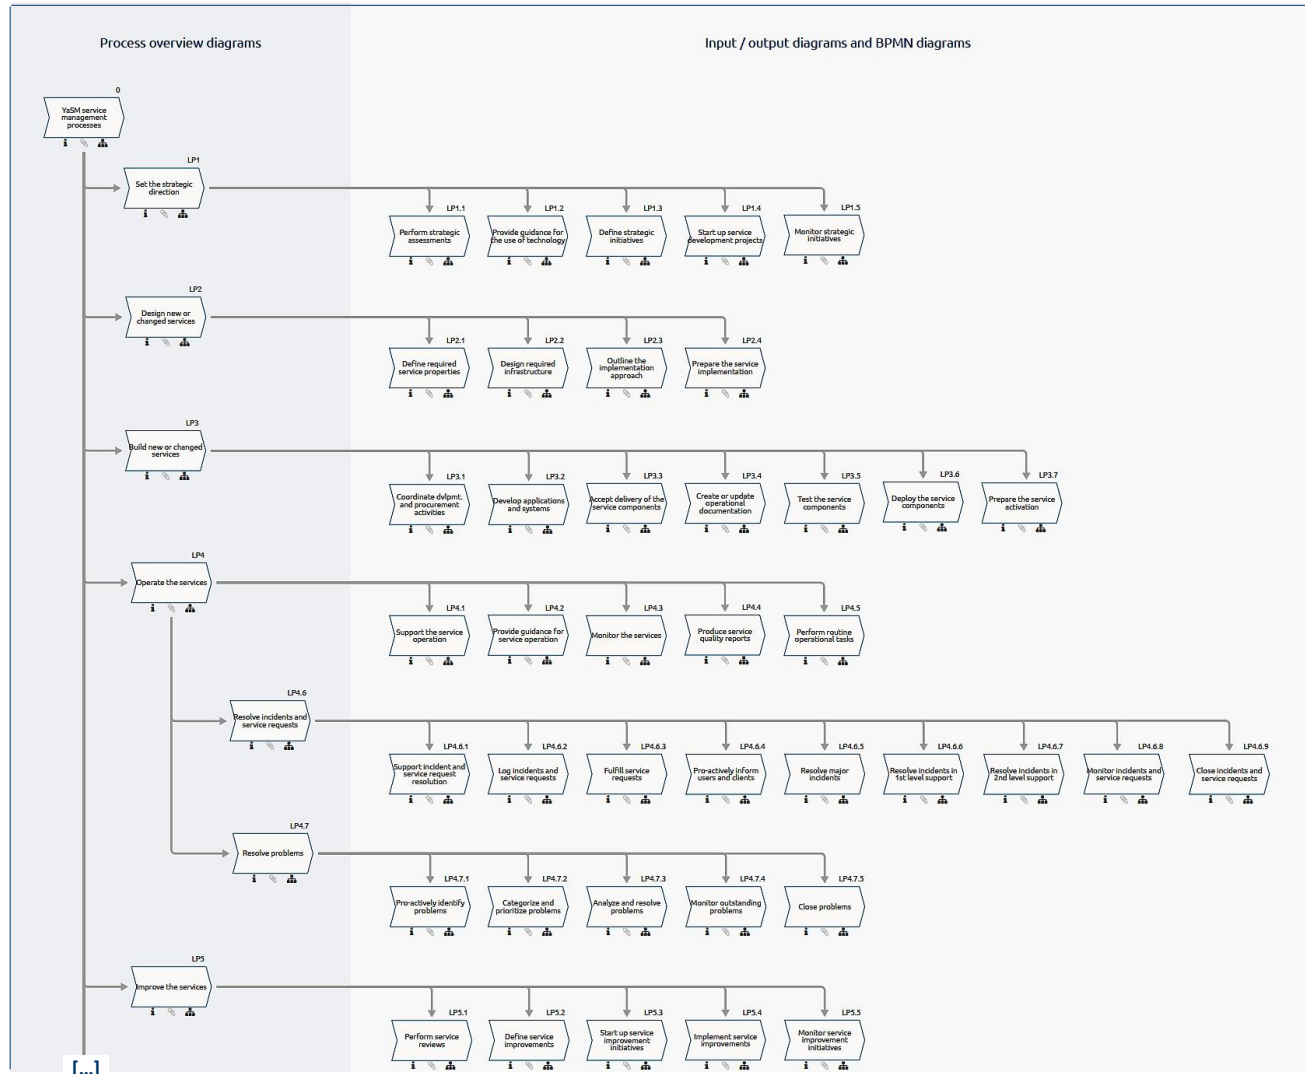 Process overview diagrams
Input / output diagrams and BPMN diagrams
0
YaSM service
management
processes
LP1
Set the strategic
direction
LP1.1
Perform strategic
assessments
LP1.2
Provide guidance for
the use of technology
LP1.3
Define strategic
initiatives
LP1.4
Start up service
development projects
LP1.5
Monitor strategic
initiatives
LP2
Design new or
changed services
LP2.1
Define required
service properties
LP2.2
Design required
infrastructure
LP2.3
Outline the
implementation
approach
LP2.4
Prepare the service
implementation
LP3
Build new or changed
services
LP3.1
Coordinate dvlpmt.
and procurement
activities
LP3.2
Develop applications
and systems
LP3.3
Accept delivery of the
service components
LP3.4
Create or update
operational
documentation
LP3.5
Test the service
components
LP3.6
Deploy the service
components
LP3.7
Prepare the service
activation
LP4
Operate the services
LP4.1
Support the service
operation
LP4.2
Provide guidance for
service operation
LP4.3
Monitor the services
LP4.4
Produce service
quality reports
LP4.5
Perform routine
operational tasks
LP4.6
Resolve incidents and
service requests
LP4.6.1
Support incident and
service request
resolution
LP4.6.2
Log incidents and
service requests
LP4.6.3
Fulfill service
requests
LP4.6.4
Pro-actively inform
users and clients
LP4.6.5
Resolve major
incidents
LP4.6.6
Resolve incidents in
1st level support
LP4.6.7
Resolve incidents in
2nd level support
LP4.6.8
Monitor incidents and
service requests
LP4.6.9
Close incidents and
service requests
LP4.7
Resolve problems
LP4.7.1
Pro-actively identify
problems
LP4.7.2
Categorize and
prioritize problems
LP4.7.3
Analyze and resolve
problems
LP4.7.4
Monitor outstanding
problems
LP4.7.5
Close problems
LP5
Improve the services
LP5.1
Perform service
reviews
LP5.2
Define service
improvements
LP5.3
Start up service
improvement
initiatives
LP5.4
Implement service
improvements
LP5.5
Monitor service
improvement
initiatives
[...]